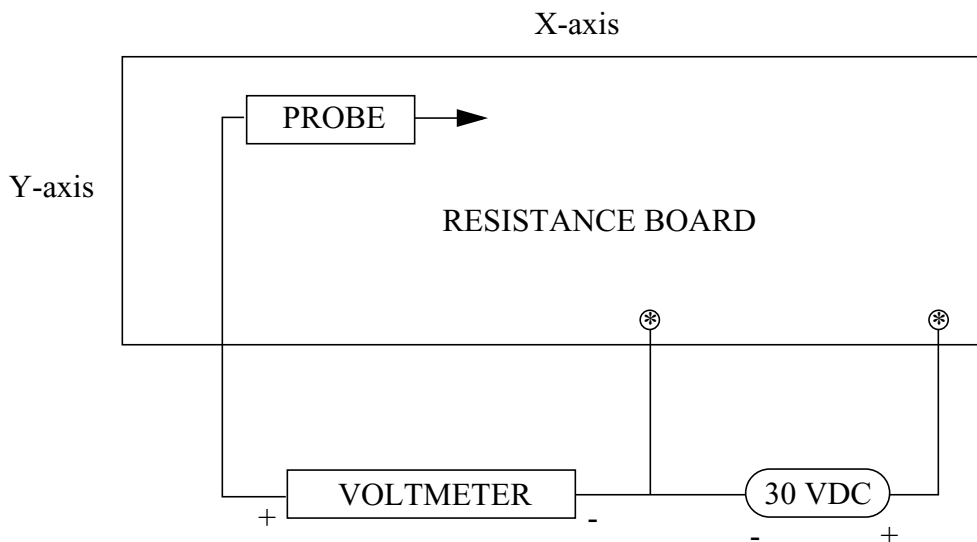 X-axis
PROBE
Y-axis
RESISTANCE BOARD
* *
VOLTMETER
30 VDC
+ - - +